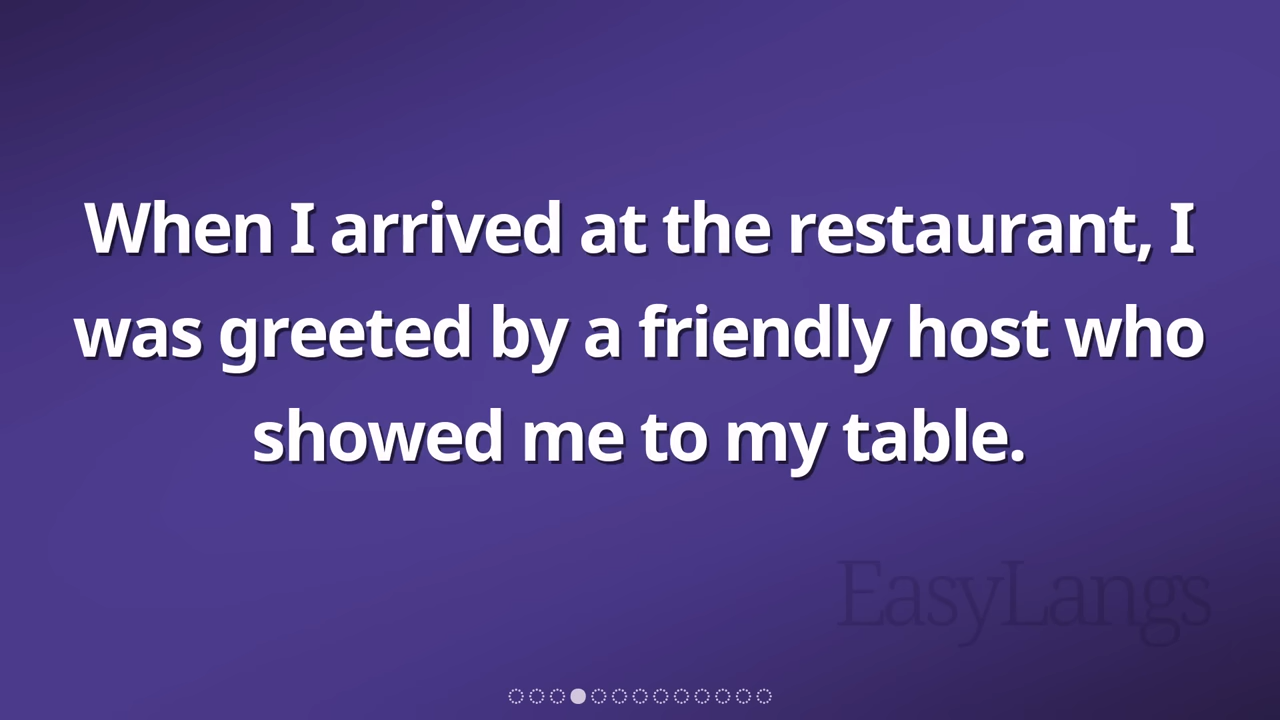 When I arrived at the restaurant, I
was greeted by a friendly host who
showed me to my table.
EasyLangs